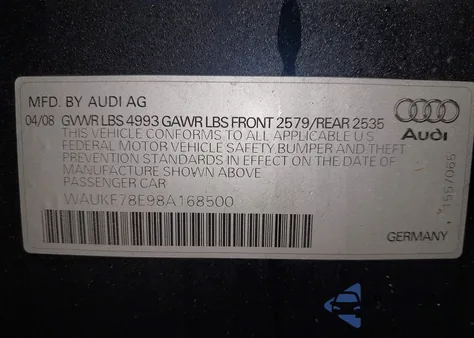 MFD. BY AUDI AG
04/08 GVWR LBS 4993 GAWR LBS FRONT 2579/REAR 2535
THIS VEHICLE CONFORMS TO ALL APPLICABLE U S
FEDERAL MOTOR VEHICLE SAFETY BUMPER AND THEFT
PREVENTION STANDARDS IN EFFECT ON THE DATE OF
MANUFACTURE SHOWN ABOVE
PASSENGER CAR
WAUKF78E98A168500
Audi
GERMANY